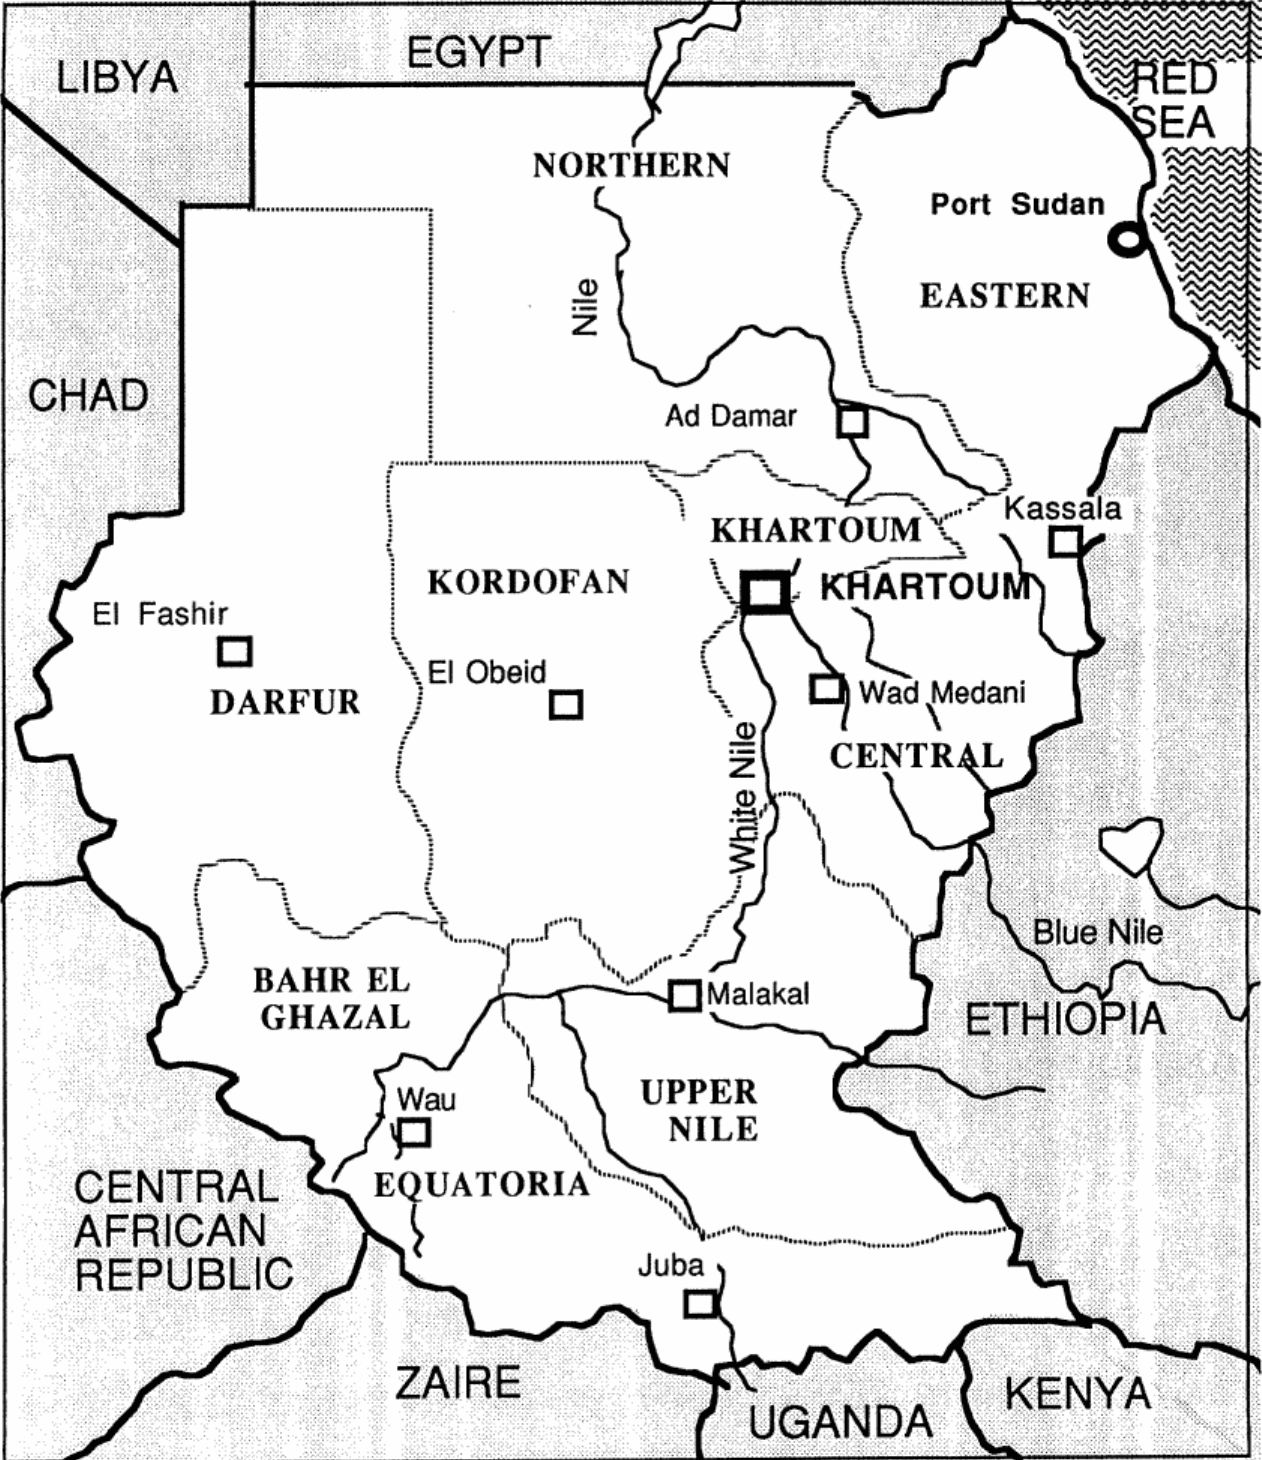 EGYPT
LIBYA
RED
SEA
NORTHERN
Port Sudan
EASTERN
Nile
CHAD
Ad Damar
Kassala
KHARTOUM
KORDOFAN
KHARTOUM
El Fashir
El Obeid
DARFUR
Wad Medani
CENTRAL
White Nile
Blue Nile
BAHR EL
GHAZAL
Malakal
ETHIOPIA
UPPER
NILE
Wau
EQUATORIA
CENTRAL
AFRICAN
REPUBLIC
Juba
ZAIRE
KENYA
UGANDA